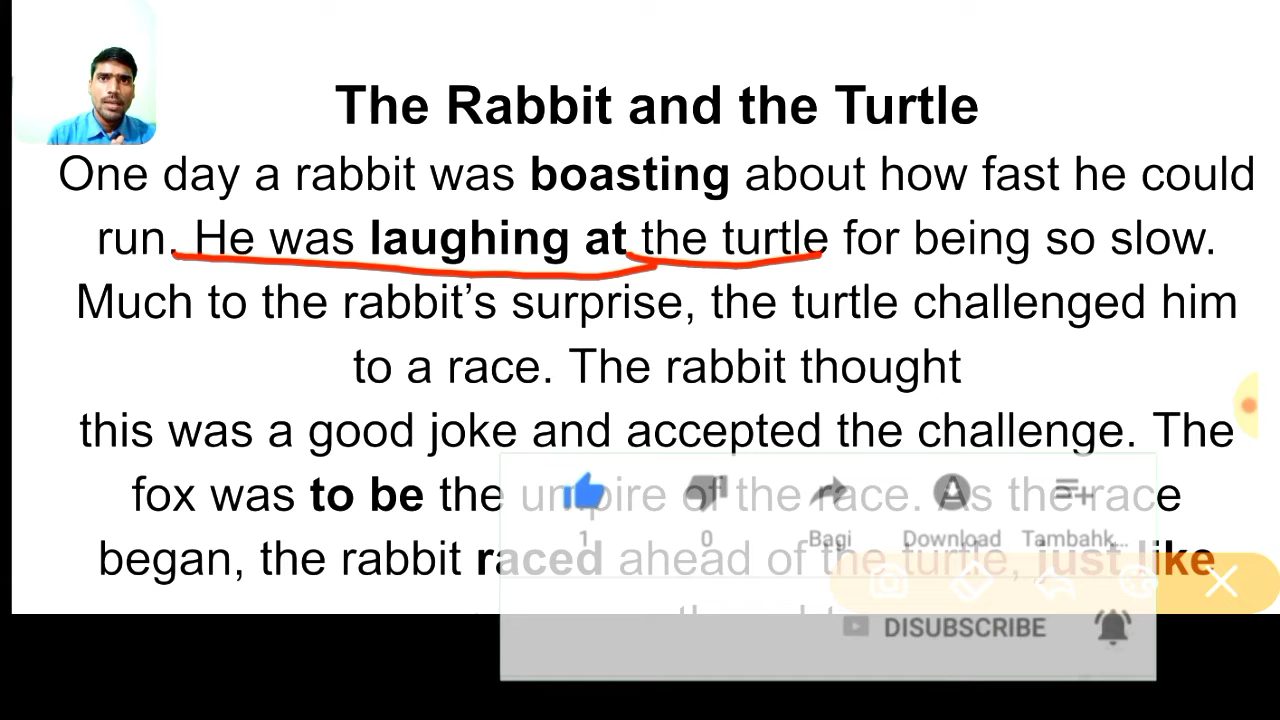 The Rabbit and the Turtle
One day a rabbit was boasting about how fast he could
run. He was laughing at the turtle for being so slow.
Much to the rabbit's surprise, the turtle challenged him
to a race. The rabbit thought
this was a good joke and accepted the challenge. The
fox was to be the umpire of the race. As the race
1 0 Bagi Download Tambahk...
began, the rabbit raced ahead of the turtle, just like
DISUBSCRIBE